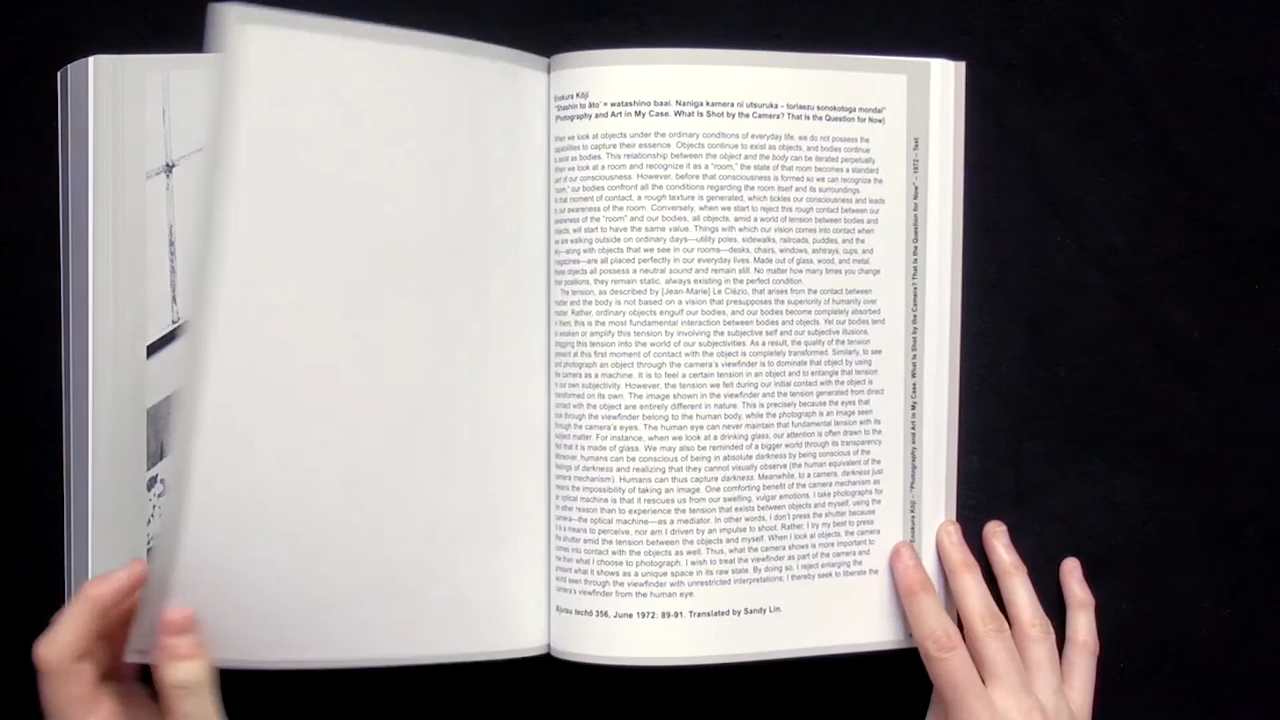 Enokura Kōji
"Shashin to āto' = watashino baai. Naniga kamera ni utsuruka – toriaezu sonokotoga mondai"
(Photography and Art in My Case. What Is Shot by the Camera? That Is the Question for Now)
When we look at objects under the ordinary conditions of everyday life, we do not possess the
capabilities to capture their essence. Objects continue to exist as objects, and bodies continue
to exist as bodies. This relationship between the object and the body can be iterated perpetually.
When we look at a room and recognize it as a "room," the state of that room becomes a standard
part of our consciousness. However, before that consciousness is formed so we can recognize the
"room," our bodies confront all the conditions regarding the room itself and its surroundings.
In that moment of contact, a rough texture is generated, which tickles our consciousness and leads
to our awareness of the room. Conversely, when we start to reject this rough contact between our
awareness of the "room" and our bodies, all objects, amid a world of tension between bodies and
objects, will start to have the same value. Things with which our vision comes into contact when
we are walking outside on ordinary days—utility poles, sidewalks, railroads, puddles, and the
sky—along with objects that we see in our rooms—desks, chairs, windows, ashtrays, cups, and
magazines—are all placed perfectly in our everyday lives. Made out of glass, wood, and metal,
these objects all possess a neutral sound and remain still. No matter how many times you change
their positions, they remain static, always existing in the perfect condition.
The tension, as described by [Jean-Marie] Le Clézio, that arises from the contact between
matter and the body is not based on a vision that presupposes the superiority of humanity over
matter. Rather, ordinary objects engulf our bodies, and our bodies become completely absorbed
in them; this is the most fundamental interaction between bodies and objects. Yet our bodies tend
to weaken or amplify this tension by involving the subjective self and our subjective illusions,
dragging this tension into the world of our subjectivities. As a result, the quality of the tension
present at this first moment of contact with the object is completely transformed. Similarly, to see
and photograph an object through the camera's viewfinder is to dominate that object by using
the camera as a machine. It is to feel a certain tension in an object and to entangle that tension
in our own subjectivity. However, the tension we felt during our initial contact with the object is
transformed on its own. The image shown in the viewfinder and the tension generated from direct
contact with the object are entirely different in nature. This is precisely because the eyes that
look through the viewfinder belong to the human body, while the photograph is an image seen
through the camera's eyes. The human eye can never maintain that fundamental tension with its
subject matter. For instance, when we look at a drinking glass, our attention is often drawn to the
fact that it is made of glass. We may also be reminded of a bigger world through its transparency.
Moreover, humans can be conscious of being in absolute darkness by being conscious of the
feelings of darkness and realizing that they cannot visually observe (the human equivalent of the
camera mechanism). Humans can thus capture darkness. Meanwhile, to a camera, darkness just
means the impossibility of taking an image. One comforting benefit of the camera mechanism as
an optical machine is that it rescues us from our swelling, vulgar emotions. I take photographs for
no other reason than to experience the tension that exists between objects and myself, using the
camera—the optical machine—as a mediator. In other words, I don't press the shutter because
it is a means to perceive, nor am I driven by an impulse to shoot. Rather, I try my best to press
the shutter amid the tension between the objects and myself. When I look at objects, the camera
comes into contact with the objects as well. Thus, what the camera shows is more important to
me than what I choose to photograph. I wish to treat the viewfinder as part of the camera and
present what it shows as a unique space in its raw state. By doing so, I reject enlarging the
world seen through the viewfinder with unrestricted interpretations; I thereby seek to liberate the
camera's viewfinder from the human eye.
Bijutsu techō 356, June 1972: 89-91. Translated by Sandy Lin.
Enokura Kōji – "Photography and Art in My Case. What Is Shot by the Camera? That Is the Question for Now" – 1972 – Text